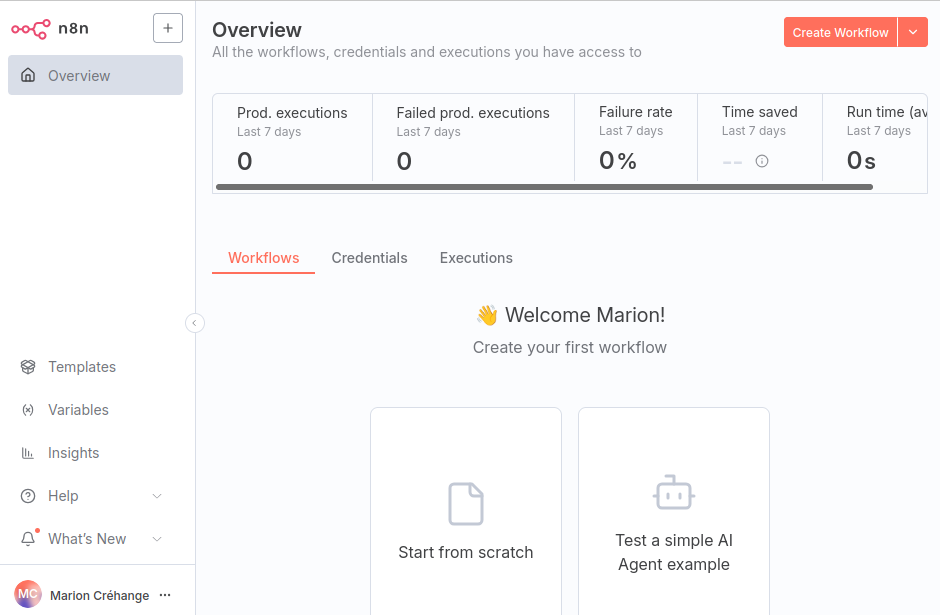 n8n
Overview
Templates
Variables
Insights
Help
What's New
MC
Marion Créhange
Overview
All the workflows, credentials and executions you have access to
Create Workflow
Prod. executions
Last 7 days
0
Failed prod. executions
Last 7 days
0
Failure rate
Last 7 days
0%
Time saved
Last 7 days
--
Run time (av
Last 7 days
0s
Workflows Credentials Executions
👋 Welcome Marion!
Create your first workflow
Start from scratch
Test a simple AI
Agent example